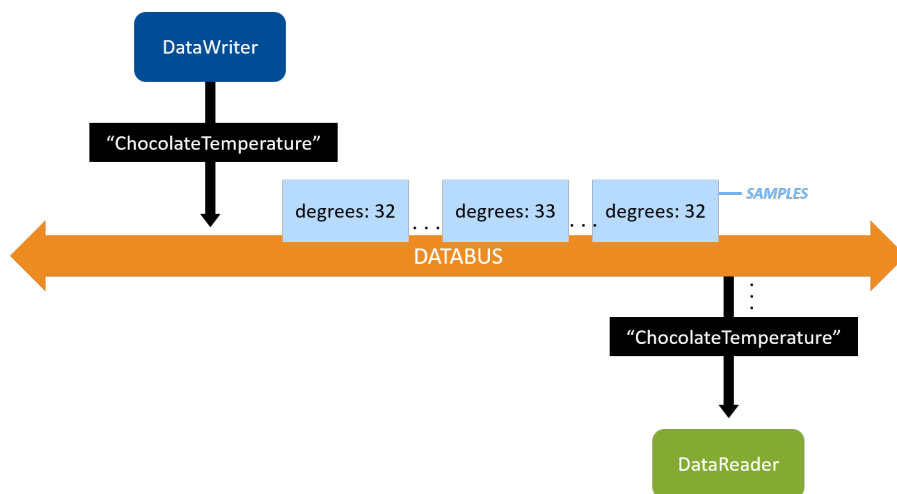 DataWriter
“ChocolateTemperature”
degrees: 32
. . .
degrees: 33
. . .
degrees: 32
SAMPLES
DATABUS
“ChocolateTemperature”
DataReader